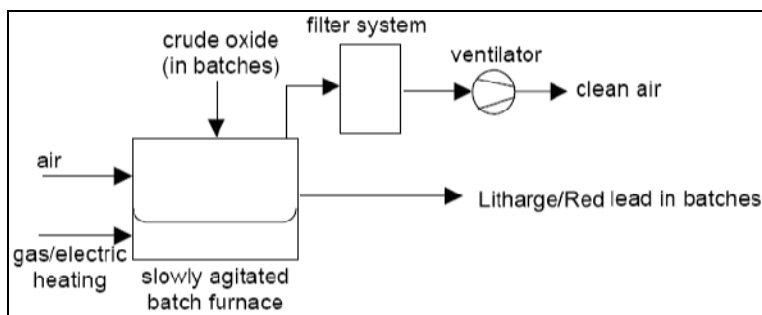 filter system
crude oxide
(in batches)
ventilator
clean air
air
Litharge/Red lead in batches
gas/electric
heating
slowly agitated
batch furnace